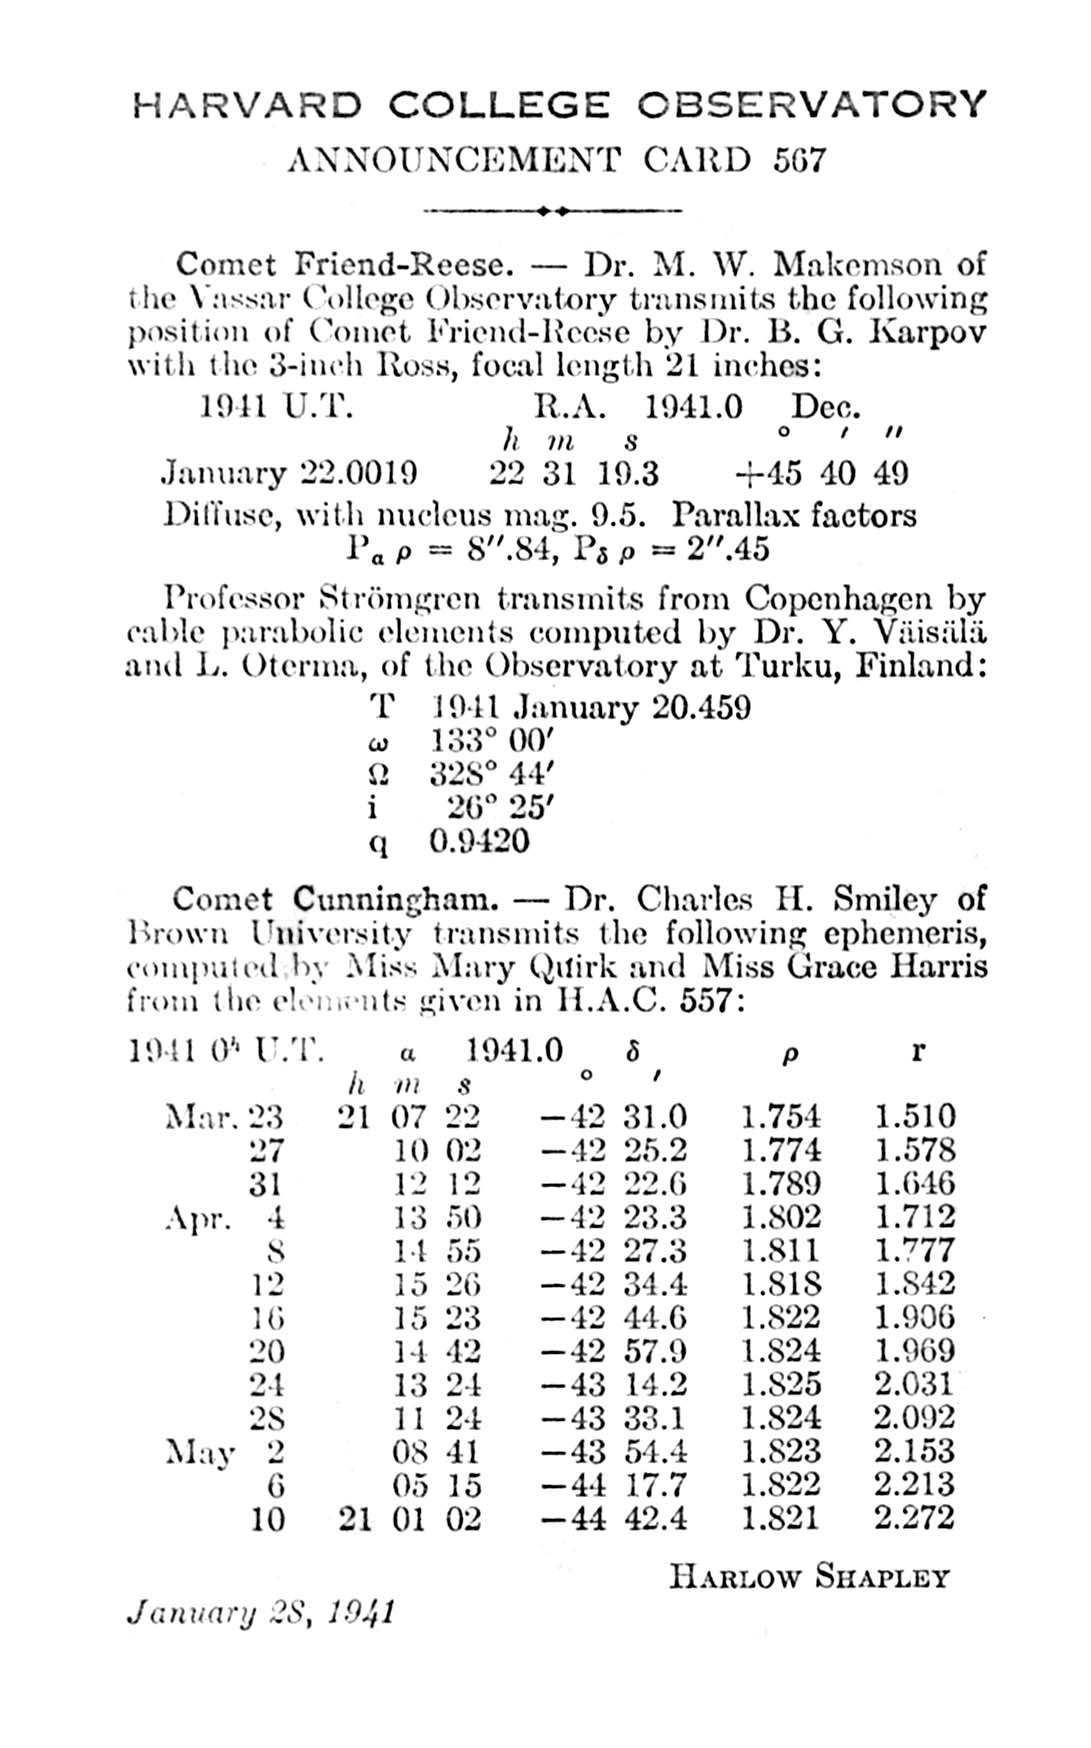 HARVARD COLLEGE OBSERVATORY
ANNOUNCEMENT CARD 567
Comet Friend-Reese. — Dr. M. W. Makemson of
the Vassar College Observatory transmits the following
position of Comet Friend-Reese by Dr. B. G. Karpov
with the 3-inch Ross, focal length 21 inches:
1941 U.T. R.A. 1941.0 Dec.
h m s ° ′ ″
January 22.0019 22 31 19.3 +45 40 49
Diffuse, with nucleus mag. 9.5. Parallax factors
Pα ρ = 8″.84, Pδ ρ = 2″.45
Professor Strömgren transmits from Copenhagen by
cable parabolic elements computed by Dr. Y. Väisälä
and L. Oterma, of the Observatory at Turku, Finland:
T 1941 January 20.459
ω 133° 00′
Ω 328° 44′
i 26° 25′
q 0.9420
Comet Cunningham. — Dr. Charles H. Smiley of
Brown University transmits the following ephemeris,
computed by Miss Mary Quirk and Miss Grace Harris
from the elements given in H.A.C. 557:
1941 0ʰ U.T. α 1941.0 δ ρ r
h m s ° ′
Mar. 23 21 07 22 −42 31.0 1.754 1.510
27 10 02 −42 25.2 1.774 1.578
31 12 12 −42 22.6 1.789 1.646
Apr. 4 13 50 −42 23.3 1.802 1.712
8 14 55 −42 27.3 1.811 1.777
12 15 26 −42 34.4 1.818 1.842
16 15 23 −42 44.6 1.822 1.906
20 14 42 −42 57.9 1.824 1.969
24 13 24 −43 14.2 1.825 2.031
28 11 24 −43 33.1 1.824 2.092
May 2 08 41 −43 54.4 1.823 2.153
6 05 15 −44 17.7 1.822 2.213
10 21 01 02 −44 42.4 1.821 2.272
HARLOW SHAPLEY
January 28, 1941